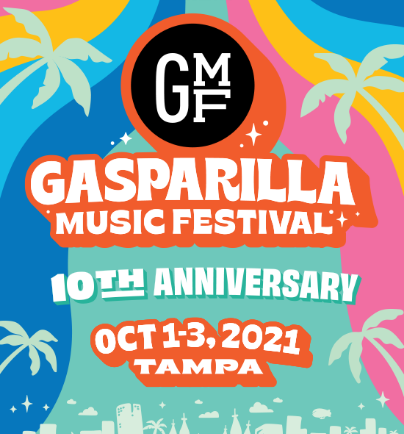 GMF
GASPARILLA
MUSIC FESTIVAL
10TH ANNIVERSARY
OCT 1-3, 2021
TAMPA